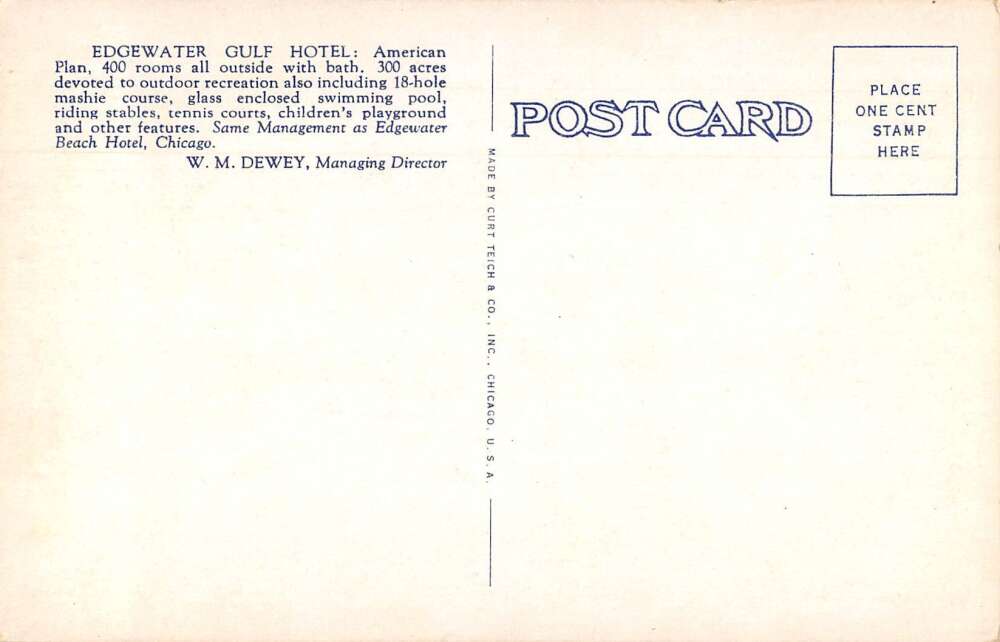 EDGEWATER GULF HOTEL: American
Plan, 400 rooms all outside with bath. 300 acres
devoted to outdoor recreation also including 18-hole
mashie course, glass enclosed swimming pool,
riding stables, tennis courts, children's playground
and other features. Same Management as Edgewater
Beach Hotel, Chicago.
W. M. DEWEY, Managing Director
MADE BY CURT TEICH & CO., INC., CHICAGO, U. S. A.
POST CARD
PLACE
ONE CENT
STAMP
HERE